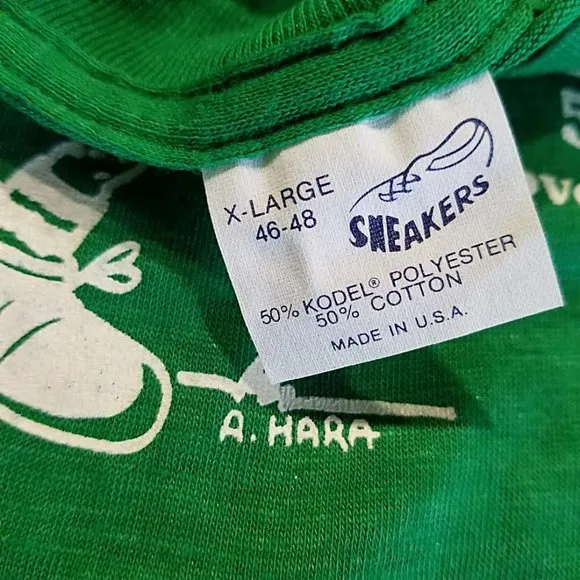 X-LARGE
46-48
SNEAKERS
50% KODEL® POLYESTER
50% COTTON
MADE IN U.S.A.
A. HARA